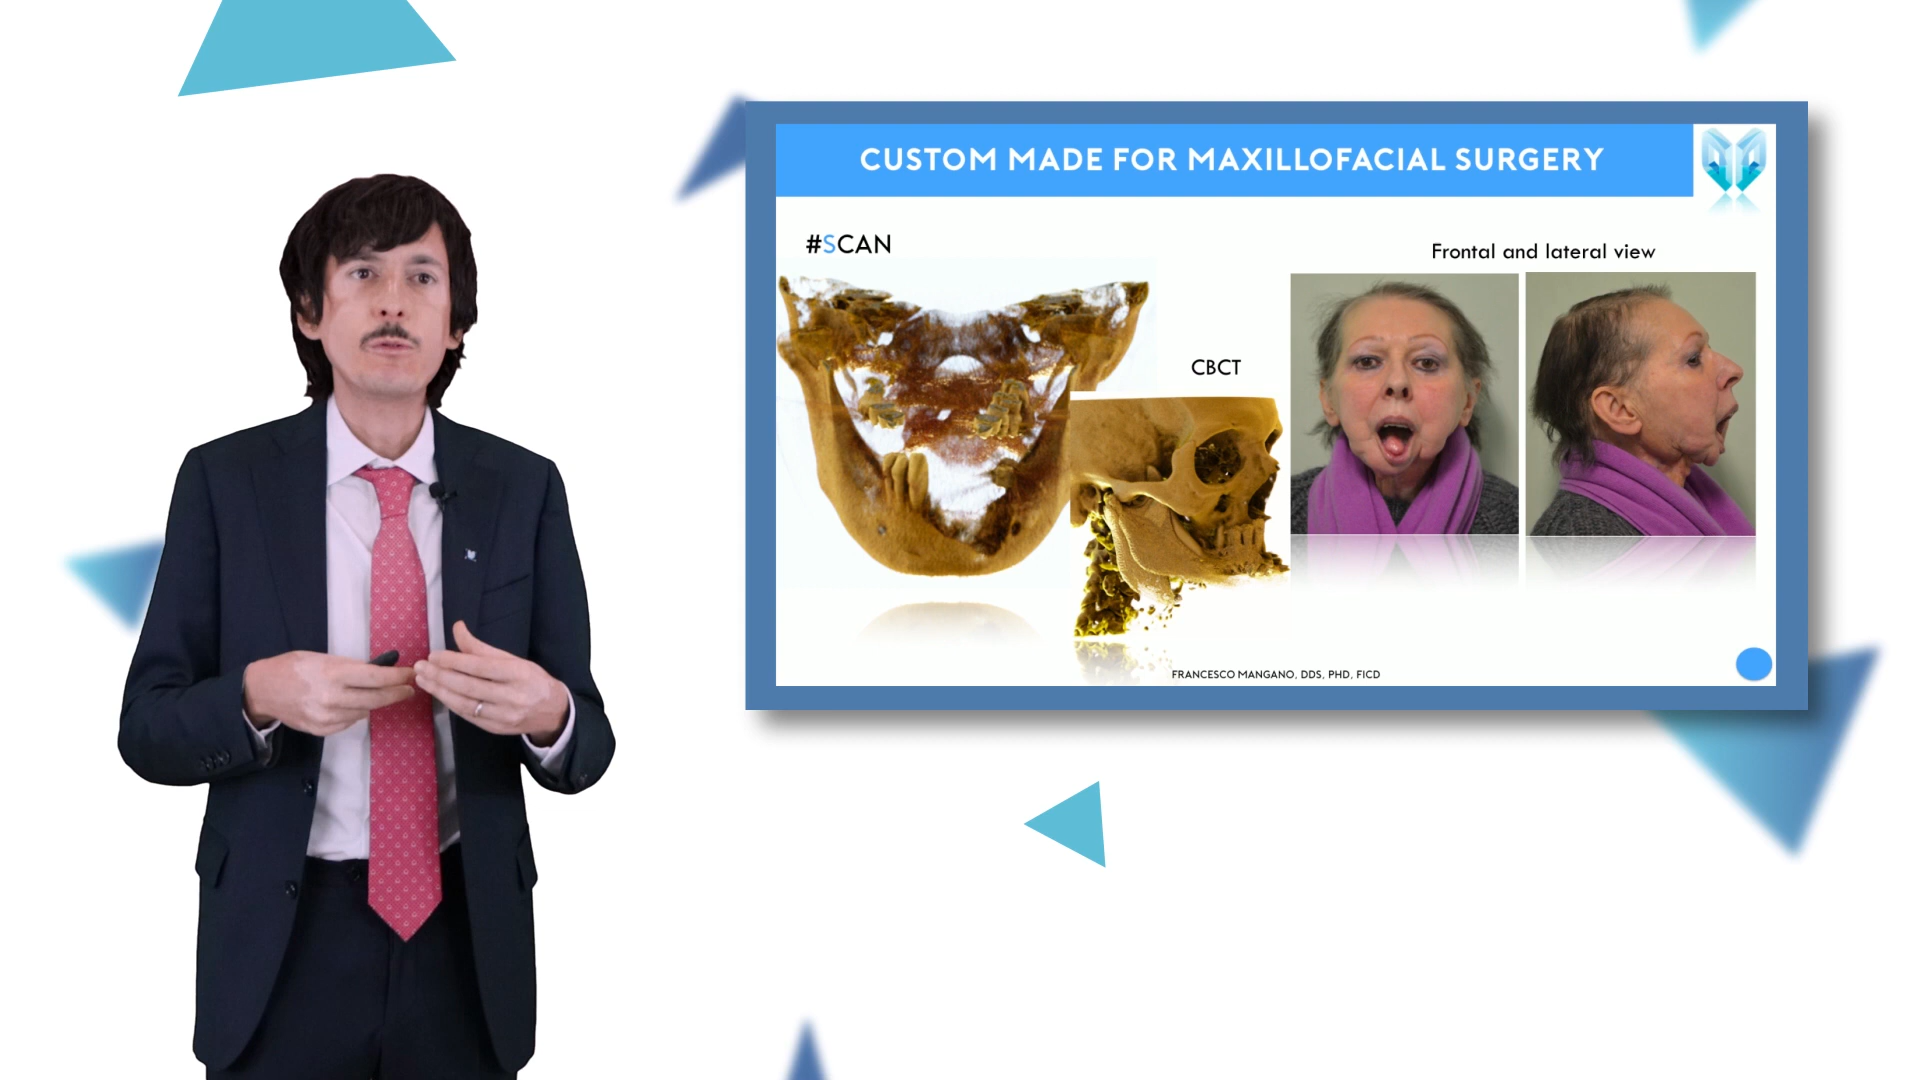 CUSTOM MADE FOR MAXILLOFACIAL SURGERY
#SCAN
Frontal and lateral view
CBCT
FRANCESCO MANGANO, DDS, PHD, FICD